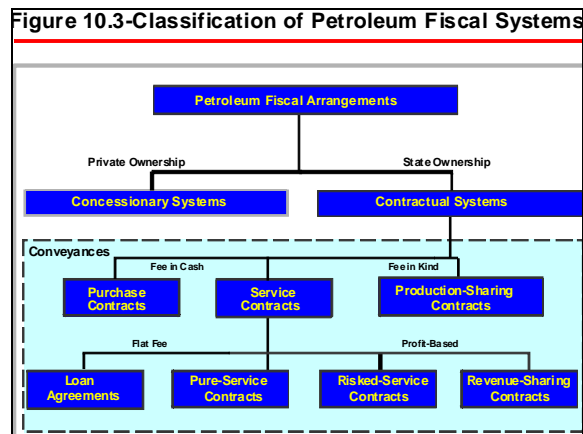 Figure 10.3-Classification of Petroleum Fiscal Systems
Petroleum Fiscal Arrangements
Private Ownership
State Ownership
Concessionary Systems
Contractual Systems
Conveyances
Fee in Cash
Fee in Kind
Purchase
Contracts
Service
Contracts
Production-Sharing
Contracts
Flat Fee
Profit-Based
Loan
Agreements
Pure-Service
Contracts
Risked-Service
Contracts
Revenue-Sharing
Contracts